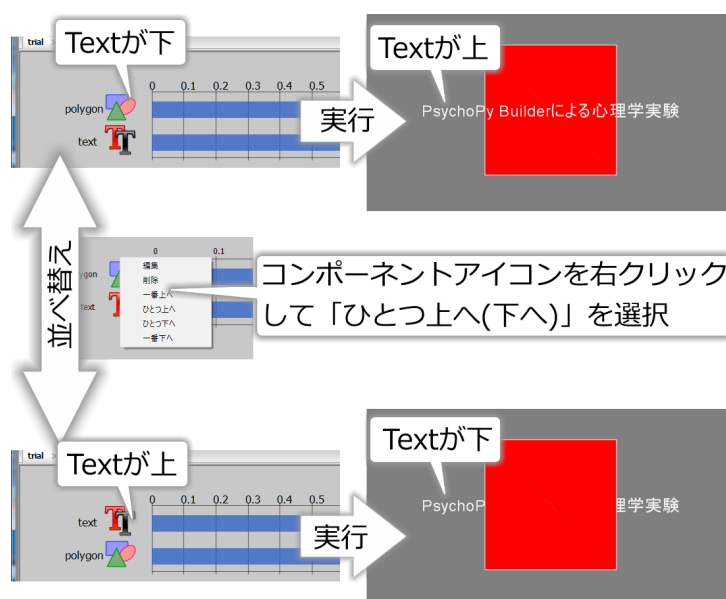 trial
Textが下
0 0.1 0.2 0.3 0.4 0.5
polygon
text
実行
Textが上
PsychoPy Builderによる心理学実験
並べ替え
0 0.1
ygon
text
編集
削除
一番上へ
ひとつ上へ
ひとつ下へ
一番下へ
コンポーネントアイコンを右クリック
して「ひとつ上へ(下へ)」を選択
trial
Textが上
0 0.1 0.2 0.3 0.4 0.5
text
polygon
実行
Textが下
PsychoP 理学実験